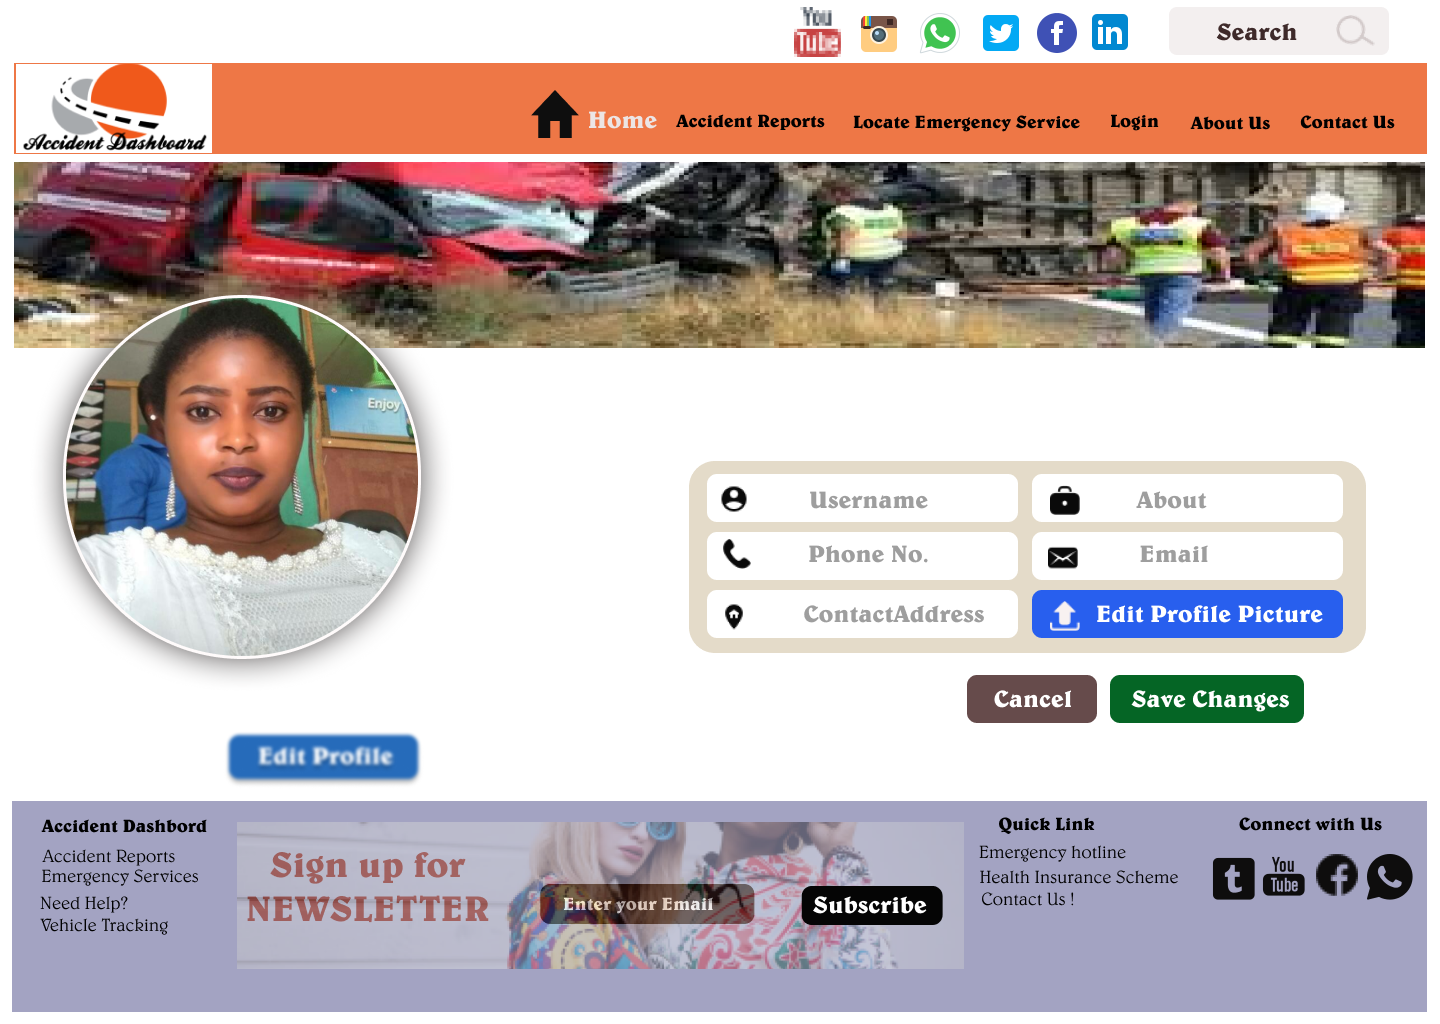 You
Tube
Search
Accident Dashboard
Home
Accident Reports
Locate Emergency Service
Login
About Us
Contact Us
Enjoy
Username
About
Phone No.
Email
ContactAddress
Edit Profile Picture
Cancel
Save Changes
Edit Profile
Accident Dashbord
Accident Reports
Emergency Services
Need Help?
Vehicle Tracking
Sign up for
NEWSLETTER
Enter your Email
Subscribe
Quick Link
Emergency hotline
Health Insurance Scheme
Contact Us !
Connect with Us
You
Tube